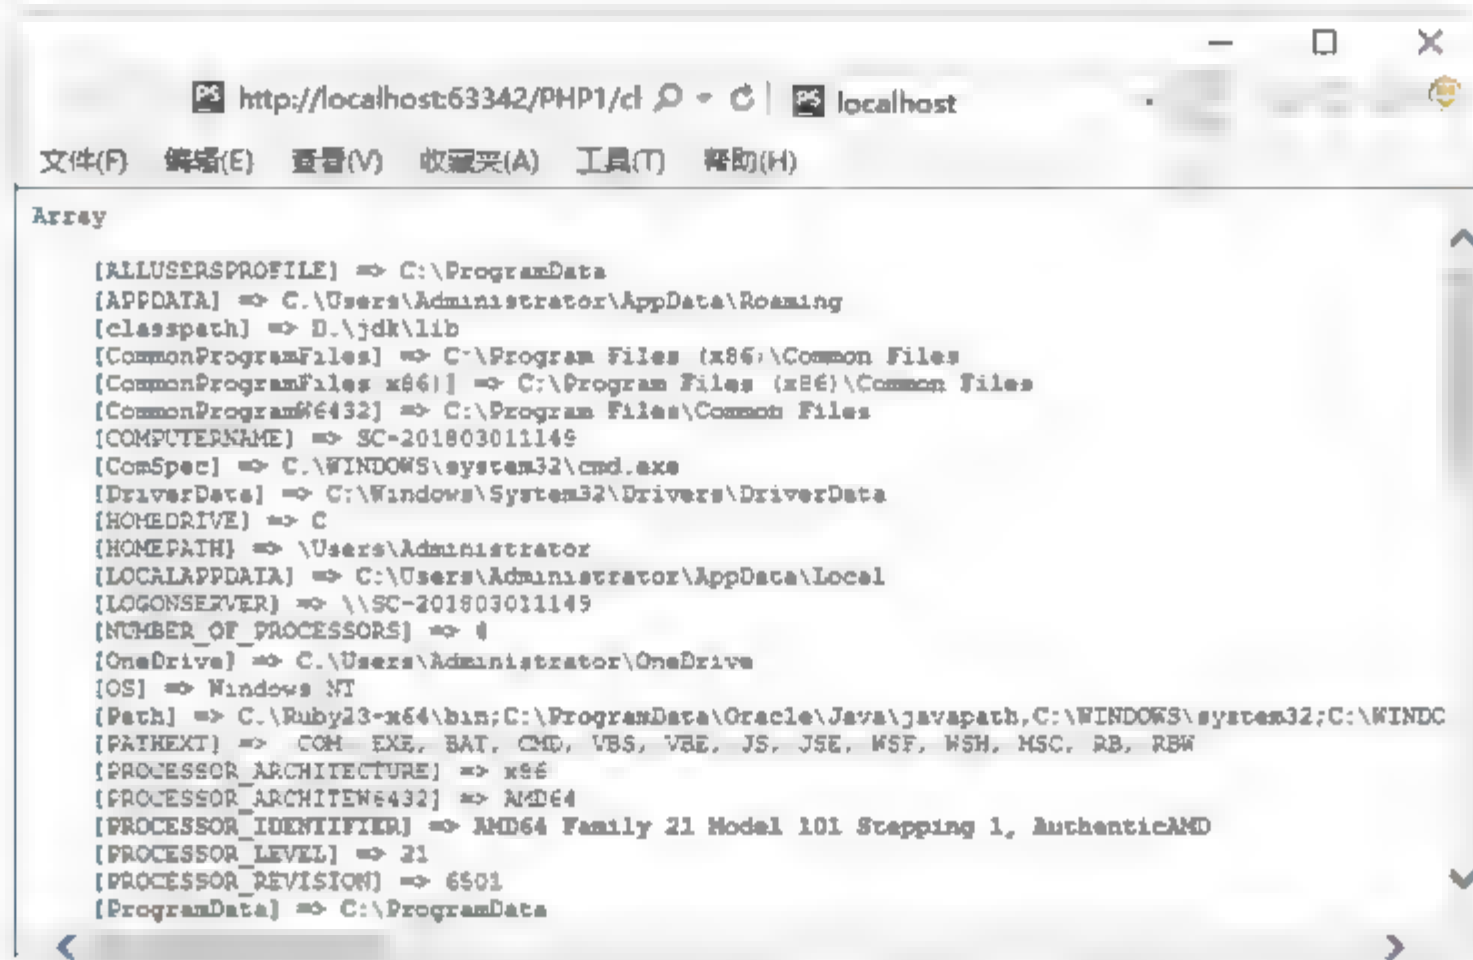 http://localhost:63342/PHP1/cl
localhost
文件(F) 编辑(E) 查看(V) 收藏夹(A) 工具(T) 帮助(H)
Array
[ALLUSERSPROFILE] => C:\ProgramData
[APPDATA] => C.\Users\Administrator\AppData\Roaming
[classpath] => D.\jdk\lib
[CommonProgramFiles] => C:\Program Files (x86)\Common Files
[CommonProgramFiles x86)] => C:\Program Files (x86)\Common Files
[CommonProgramW6432] => C:\Program Files\Common Files
[COMPUTERNAME] => SC-201803011149
[ComSpec] => C.\WINDOWS\system32\cmd.exe
[DriverData] => C:\Windows\System32\Drivers\DriverData
[HOMEDRIVE] => C
[HOMEPATH] => \Users\Administrator
[LOCALAPPDATA] => C:\Users\Administrator\AppData\Local
[LOGONSERVER] => \\SC-201803011149
[NUMBER_OF_PROCESSORS] =>
[OneDrive] => C.\Users\Administrator\OneDrive
[OS] => Windows NT
[Path] => C.\Ruby23-x64\bin;C:\ProgramData\Oracle\Java\javapath,C:\WINDOWS\system32;C:\WINDO
[PATHEXT] => COM EXE, BAT, CMD, VBS, VBE, JS, JSE, WSF, WSH, MSC, RB, RBW
[PROCESSOR_ARCHITECTURE] => x86
[PROCESSOR_ARCHITEW6432] => AMD64
[PROCESSOR_IDENTIFIER] => AMD64 Family 21 Model 101 Stepping 1, AuthenticAMD
[PROCESSOR_LEVEL] => 21
[PROCESSOR_REVISION] => 6501
[ProgramData] => C:\ProgramData